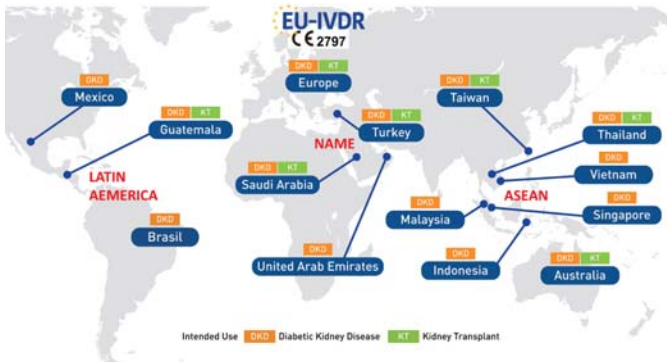 EU-IVDR
CE 2797
DKD KT
Europe
DKD
Mexico
DKD KT
Guatemala
LATIN
AEMERICA
DKD
Brasil
DKD KT
Turkey
NAME
DKD KT
Saudi Arabia
DKD
United Arab Emirates
DKD KT
Taiwan
DKD KT
Thailand
DKD
Vietnam
ASEAN
DKD
Malaysia
DKD
Singapore
DKD
Indonesia
DKD KT
Australia
Intended Use DKD Diabetic Kidney Disease KT Kidney Transplant